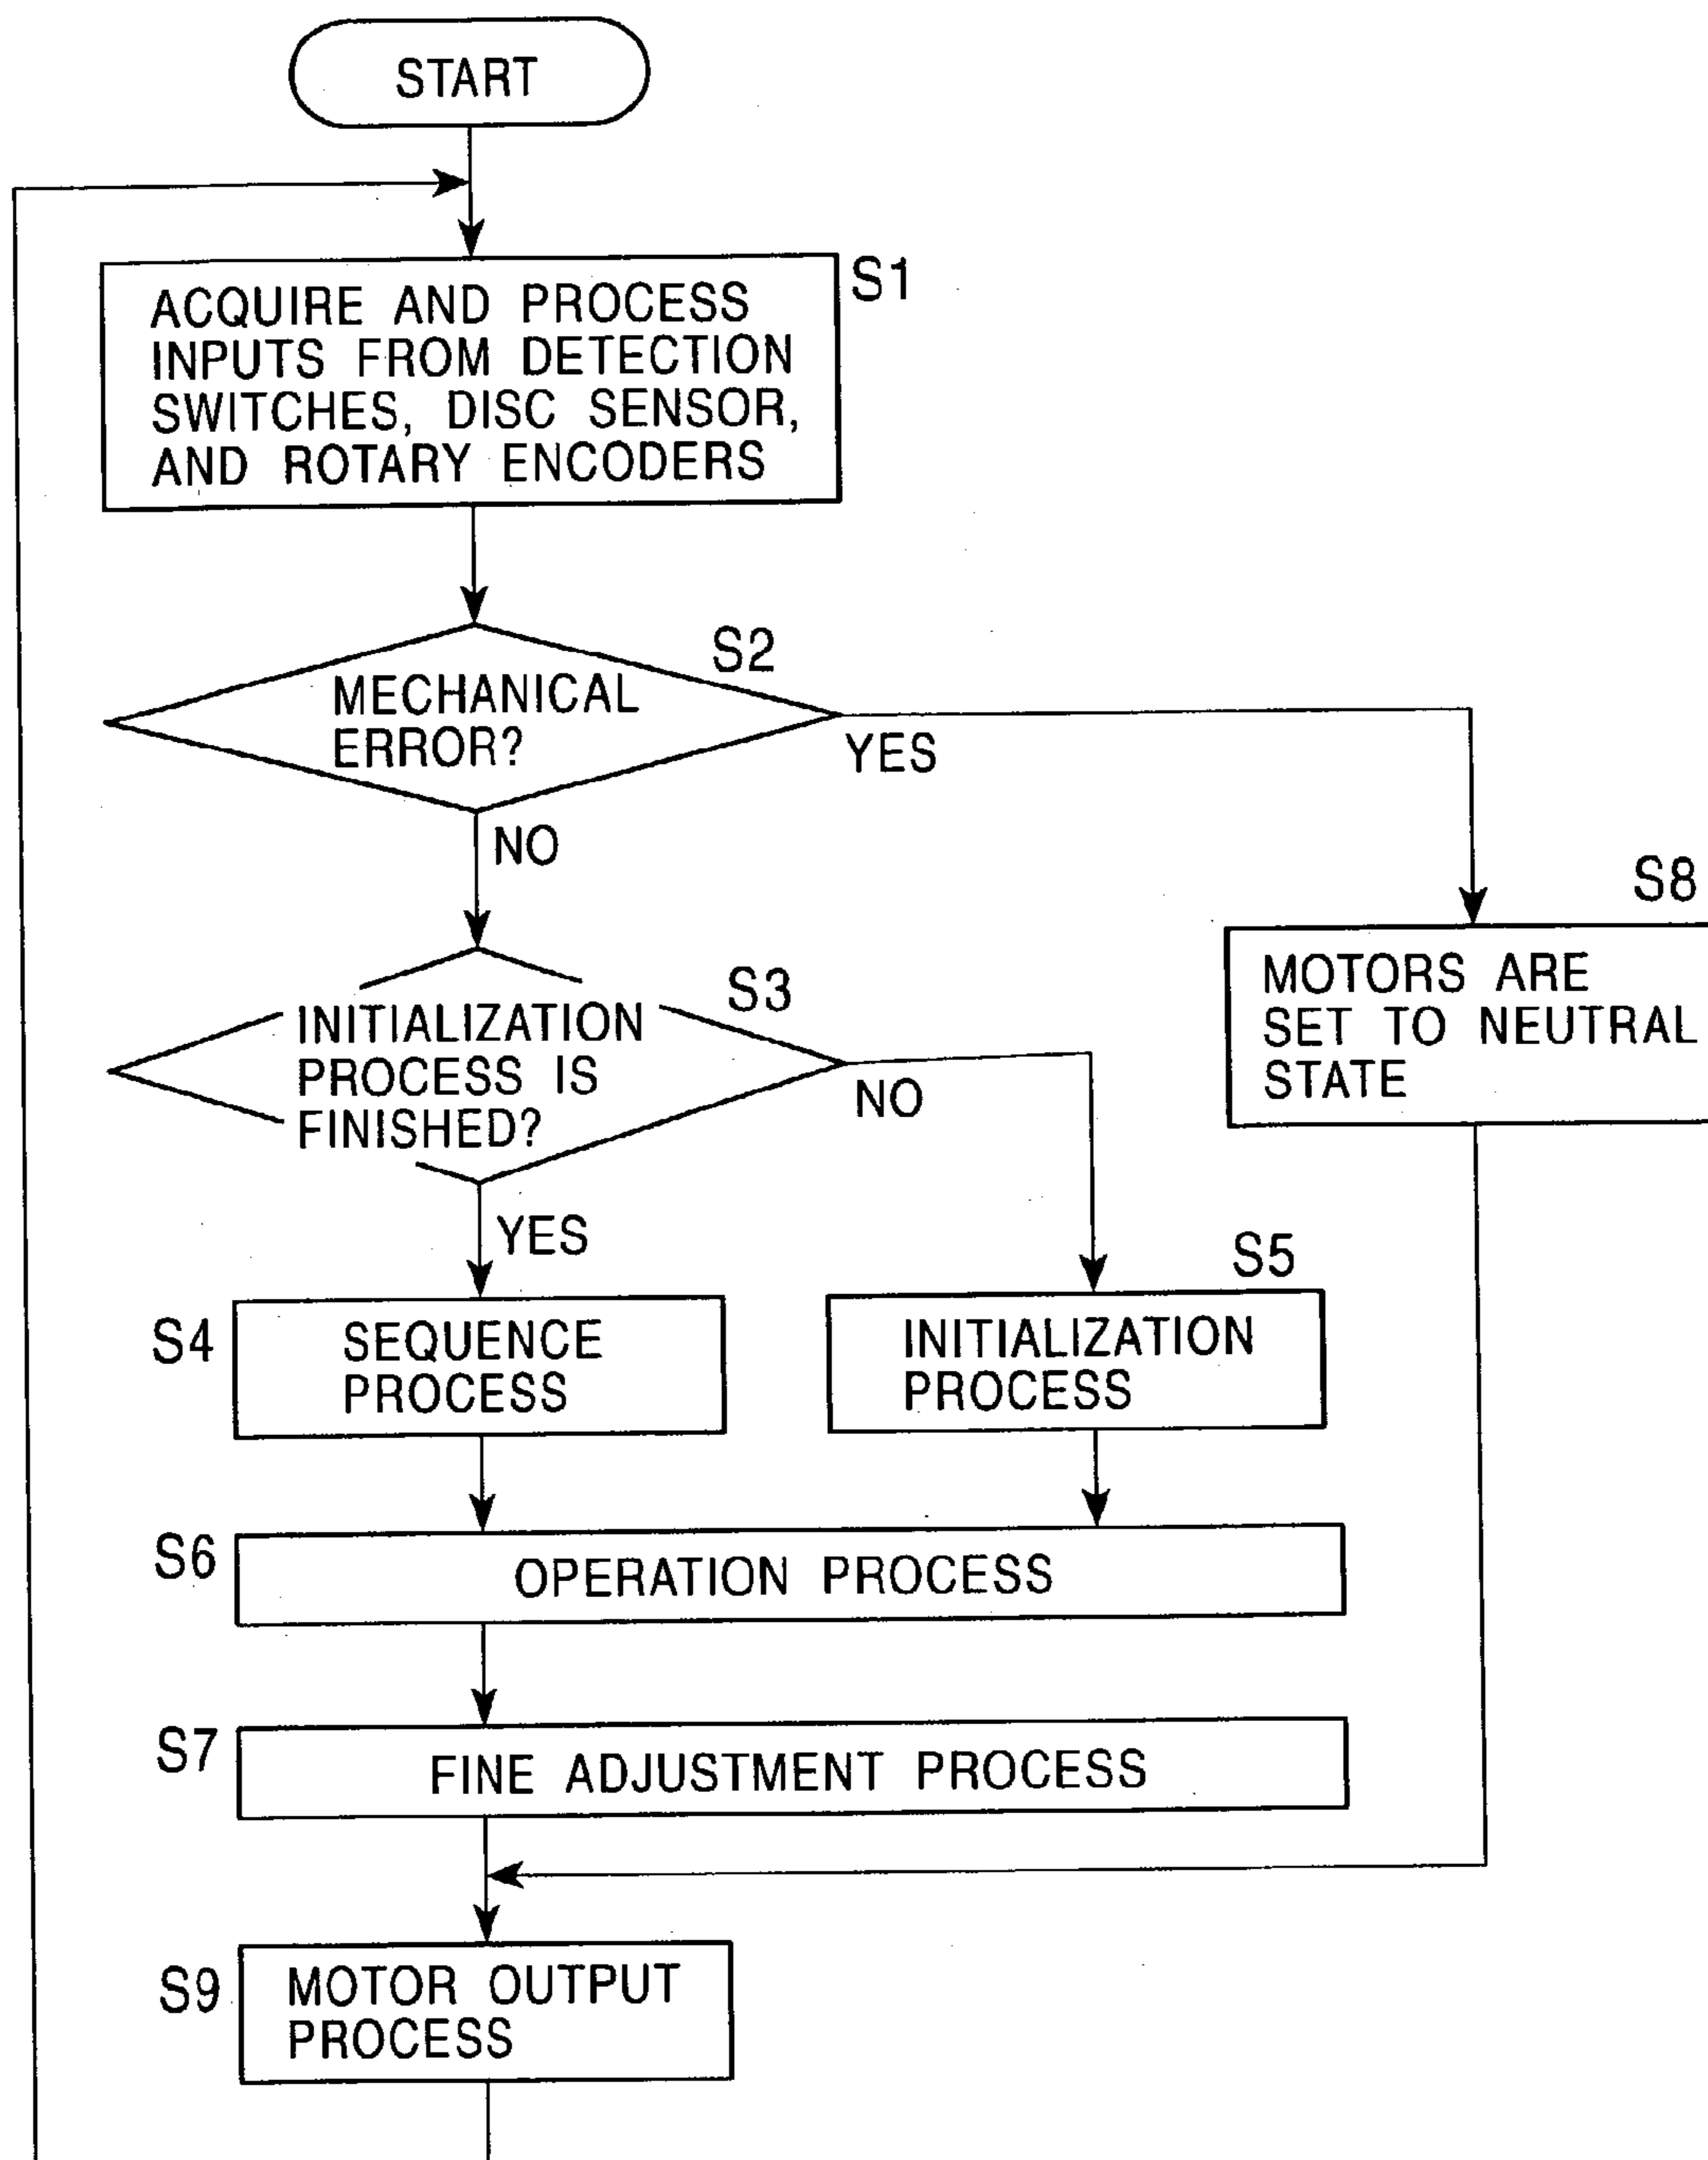 START
S1
ACQUIRE AND PROCESS
INPUTS FROM DETECTION
SWITCHES, DISC SENSOR,
AND ROTARY ENCODERS
S2
MECHANICAL
ERROR?
YES
NO
S8
MOTORS ARE
SET TO NEUTRAL
STATE
S3
INITIALIZATION
PROCESS IS
FINISHED?
NO
YES
S4
SEQUENCE
PROCESS
S5
INITIALIZATION
PROCESS
S6
OPERATION PROCESS
S7
FINE ADJUSTMENT PROCESS
S9
MOTOR OUTPUT
PROCESS